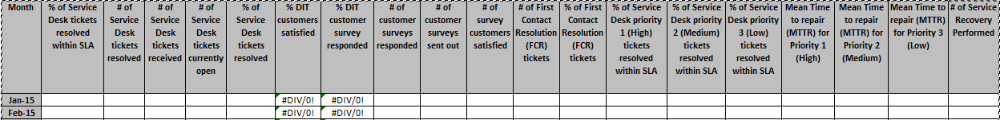 Month
% of Service
Desk tickets
resolved
within SLA
# of
Service
Desk
tickets
resolved
# of
Service
Desk
tickets
received
# of
Service
Desk
tickets
currently
open
% of
Service
Desk
tickets
resolved
% DIT
customers
satisfied
% DIT
customer
survey
responded
# of
customer
surveys
responded
# of
customer
surveys
sent out
# of
survey
customers
satisfied
# of First
Contact
Resolution
(FCR)
tickets
% of First
Contact
Resolution
(FCR)
tickets
% of Service
Desk priority
1 (High)
tickets
resolved
within SLA
% of Service
Desk priority
2 (Medium)
tickets
resolved
within SLA
% of Service
Desk priority
3 (Low)
tickets
resolved
within SLA
Mean Time
to repair
(MTTR) for
Priority 1
(High)
Mean Time
to repair
(MTTR) for
Priority 2
(Medium)
Mean Time to
repair (MTTR)
for Priority 3
(Low)
# of Service
Recovery
Performed
Jan-15 #DIV/0! #DIV/0!
Feb-15 #DIV/0! #DIV/0!